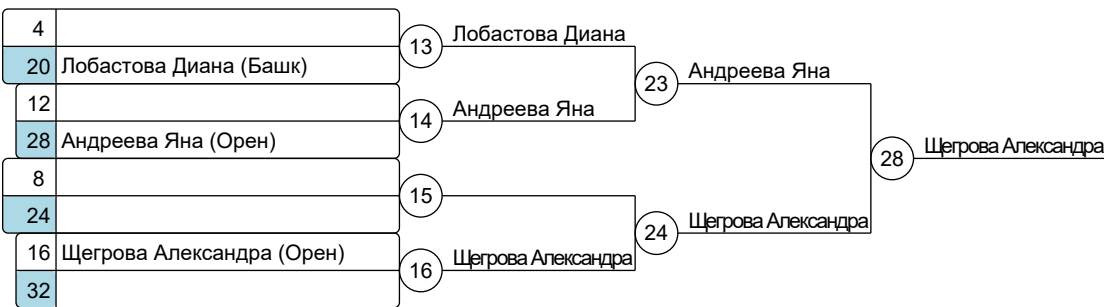 4
20 Лобастова Диана (Башк)
12
28 Андреева Яна (Орен)
8
24
16 Щегрова Александра (Орен)
32
13 Лобастова Диана
14 Андреева Яна
15
16 Щегрова Александра
23 Андреева Яна
24 Щегрова Александра
28 Щегрова Александра